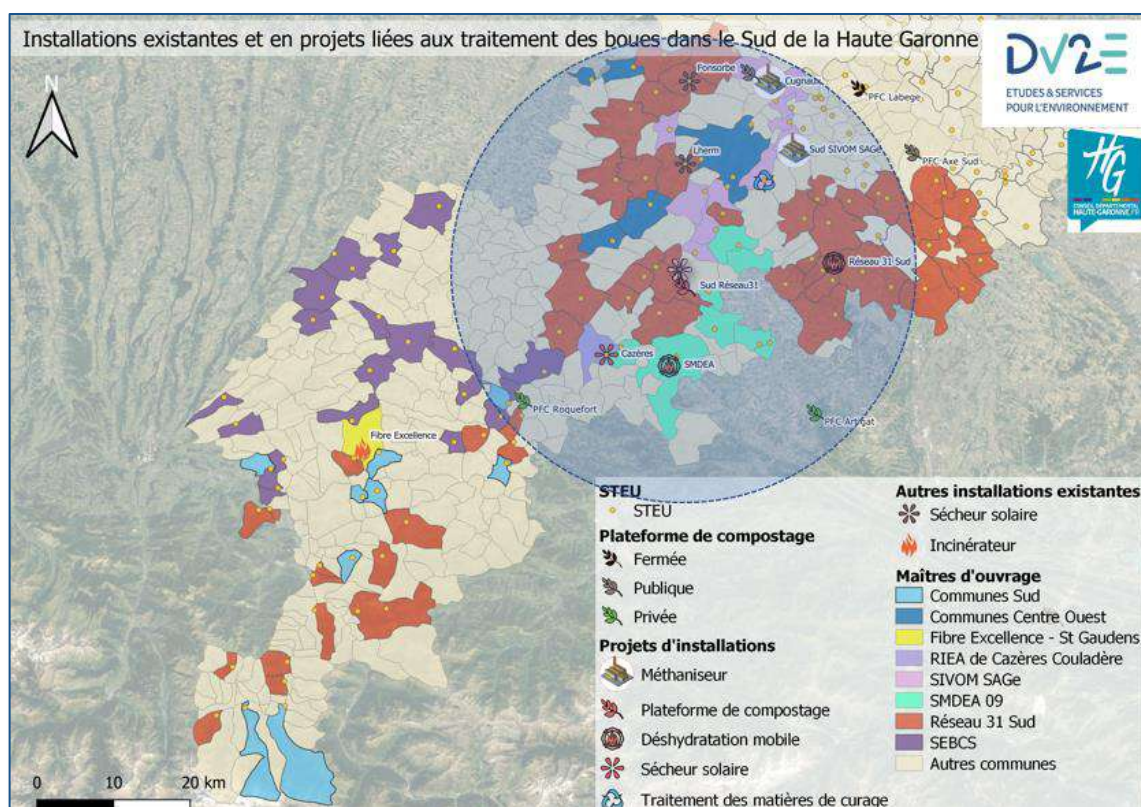 Installations existantes et en projets liées aux traitement des boues dans le Sud de la Haute Garonne
DV2E
ETUDES & SERVICES
POUR L'ENVIRONNEMENT
HG
CONSEIL DÉPARTEMENTAL
HAUTE-GARONNE.FR
N
Fonsorbe
Cugnaux
PFC Labege
Lherm
Sud SIVOM SAGe
PFC Axe Sud
Réseau 31 Sud
Sud Réseau31
Cazères
SMDEA
PFC Roquefort
PFC Artigat
Fibre Excellence
STEU
STEU
Plateforme de compostage
Fermée
Publique
Privée
Projets d'installations
Méthaniseur
Plateforme de compostage
Déshydratation mobile
Sécheur solaire
Traitement des matières de curage
Autres installations existantes
Sécheur solaire
Incinérateur
Maîtres d'ouvrage
Communes Sud
Communes Centre Ouest
Fibre Excellence - St Gaudens
RIEA de Cazères Couladère
SIVOM SAGe
SMDEA 09
Réseau 31 Sud
SEBCS
Autres communes
0 10 20 km